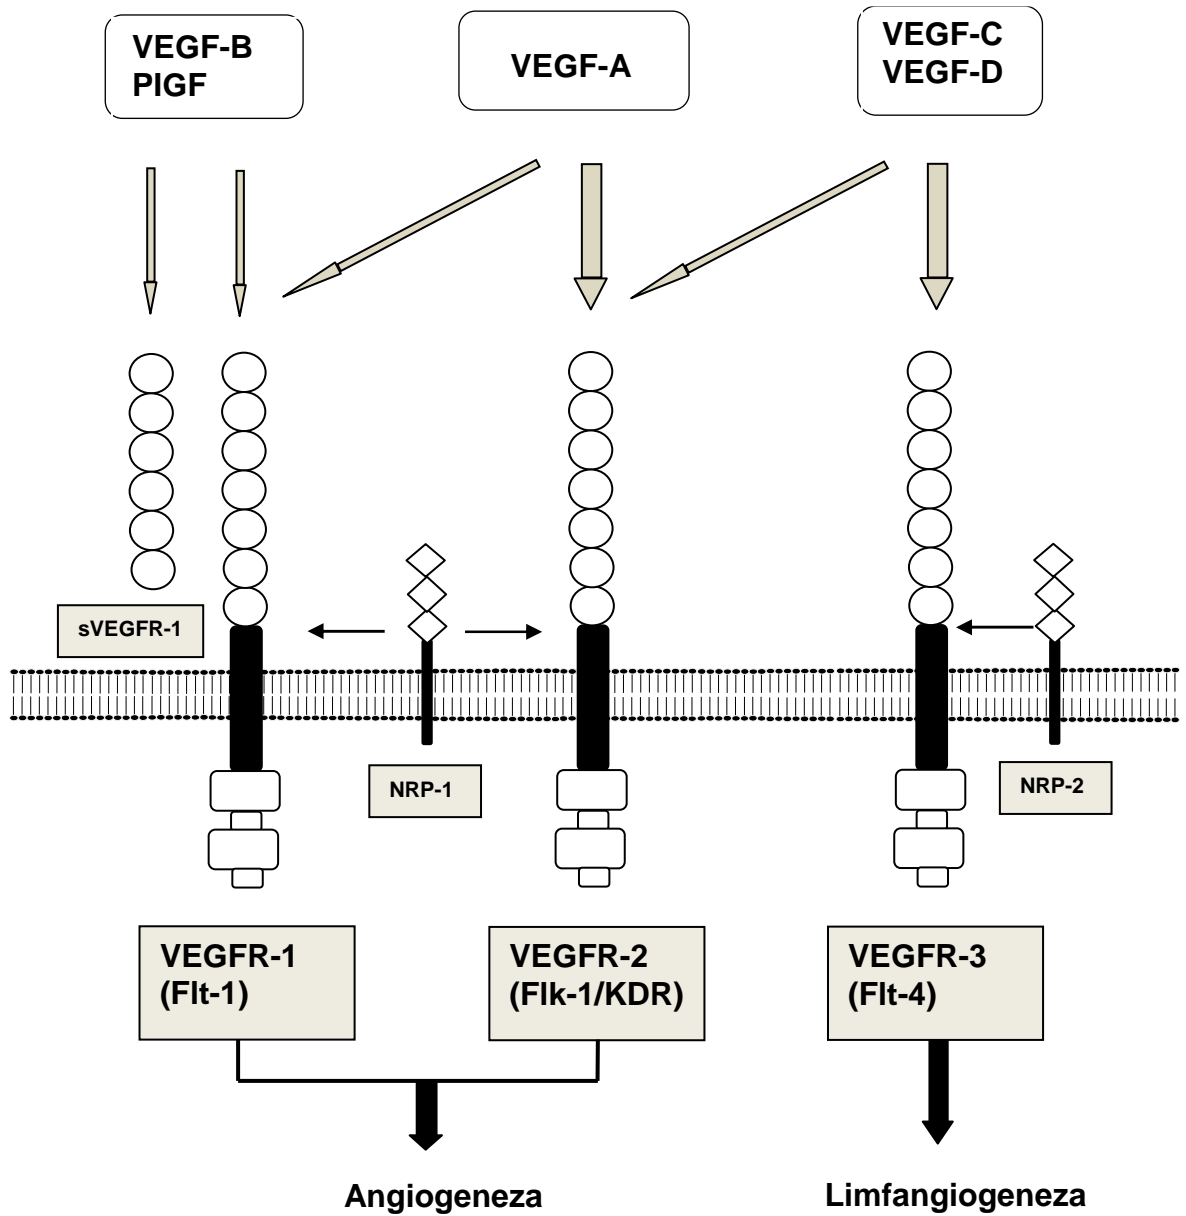 VEGF-B
PIGF
VEGF-A
VEGF-C
VEGF-D
sVEGFR-1
NRP-1
NRP-2
VEGFR-1
(Flt-1)
VEGFR-2
(Flk-1/KDR)
VEGFR-3
(Flt-4)
Angiogeneza
Limfangiogeneza